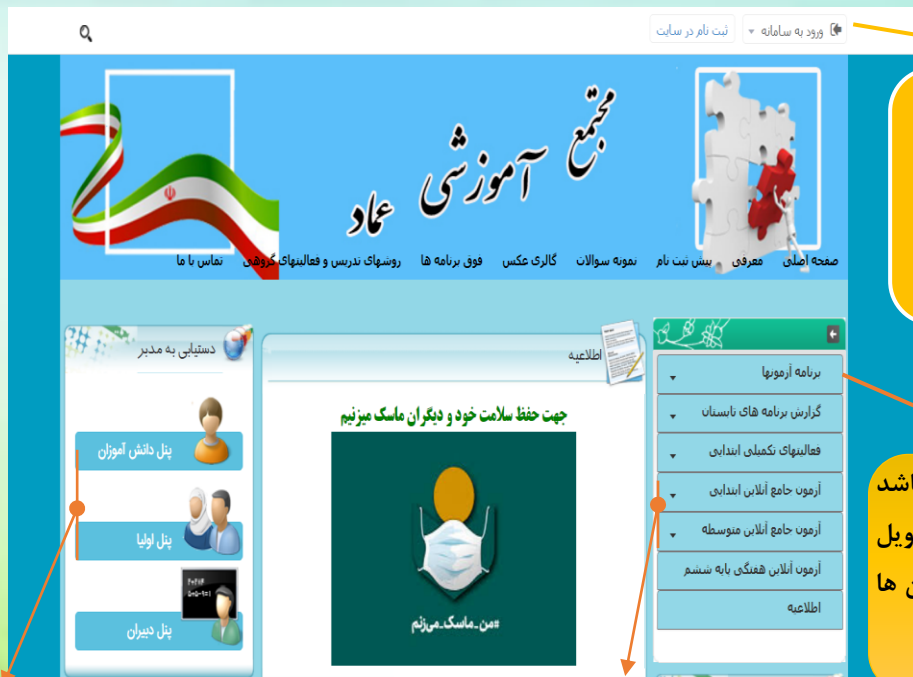 ورود به سامانه
ثبت نام در سایت
مجتمع آموزشی عماد
صفحه اصلی معرفی پیش ثبت نام نمونه سوالات گالری عکس فوق برنامه ها روشهای تدریس و فعالیتهای گروهی تماس با ما
برنامه آزمونها
گزارش برنامه های تابستان
فعالیتهای تکمیلی ابتدایی
آزمون جامع آنلاین ابتدایی
آزمون جامع آنلاین متوسطه
آزمون آنلاین هفتگی پایه ششم
اطلاعیه
اطلاعیه
جهت حفظ سلامت خود و دیگران ماسک میزنیم
#من_ماسک_می‌زنم
دستیابی به مدیر
پنل دانش آموزان
پنل اولیا
پنل دبیران
اشد
ویل
ن ها